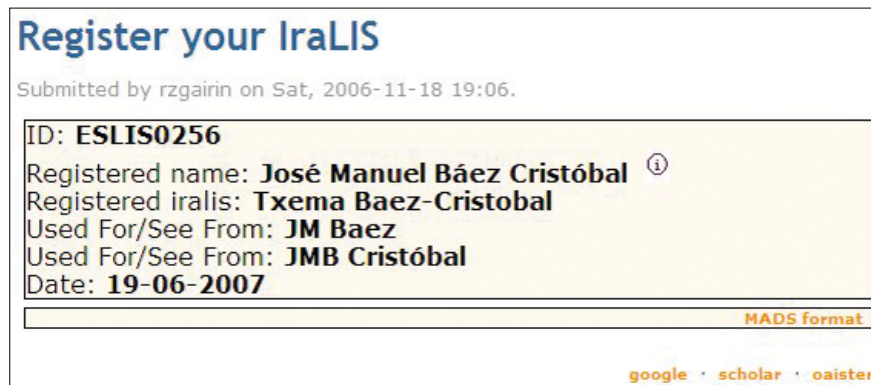 Register your IraLIS
Submitted by rzgairin on Sat, 2006-11-18 19:06.
ID: ESLIS0256
Registered name: José Manuel Báez Cristóbal
Registered iralis: Txema Baez-Cristobal
Used For/See From: JM Baez
Used For/See From: JMB Cristóbal
Date: 19-06-2007
MADS format
google · scholar · oaister